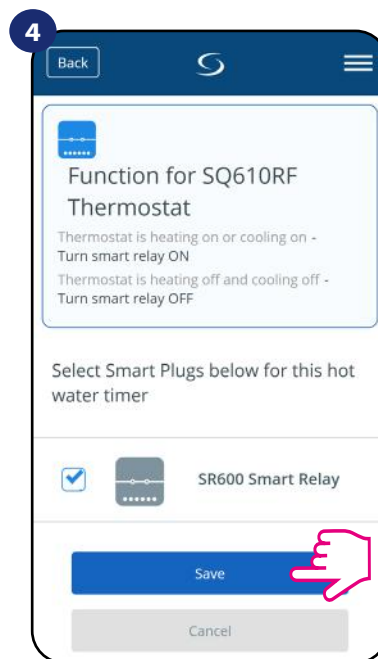 4
Back
Function for SQ610RF
Thermostat
Thermostat is heating on or cooling on -
Turn smart relay ON
Thermostat is heating off and cooling off -
Turn smart relay OFF
Select Smart Plugs below for this hot
water timer
SR600 Smart Relay
Save
Cancel